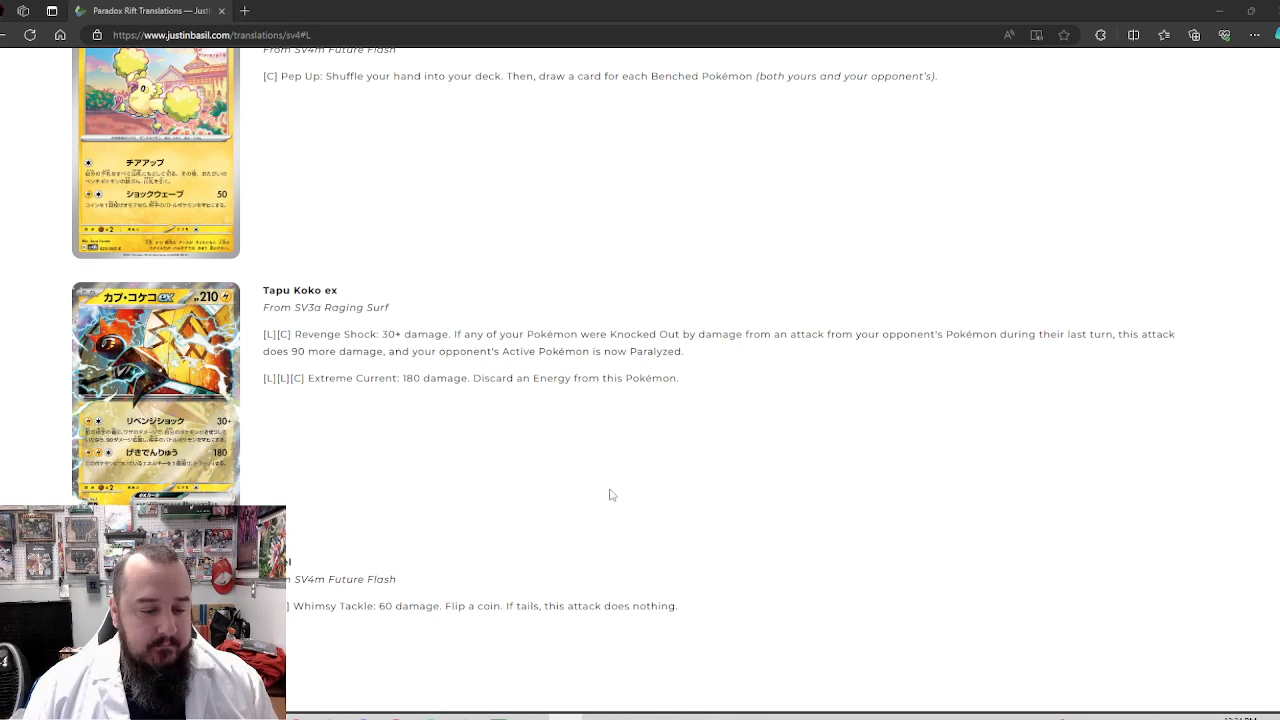 Paradox Rift Translations — Justi
https://www.justinbasil.com/translations/sv4#L
From SV4m Future Flash
[C] Pep Up: Shuffle your hand into your deck. Then, draw a card for each Benched Pokémon (both yours and your opponent's).
チアアップ
ショックウェーブ 50
Tapu Koko ex
From SV3a Raging Surf
カプ・コケコex HP 210
[L][C] Revenge Shock: 30+ damage. If any of your Pokémon were Knocked Out by damage from an attack from your opponent's Pokémon during their last turn, this attack
does 90 more damage, and your opponent's Active Pokémon is now Paralyzed.
[L][L][C] Extreme Current: 180 damage. Discard an Energy from this Pokémon.
リベンジショック 30+
げきでんりゅう 180
×2
SV4m Future Flash
] Whimsy Tackle: 60 damage. Flip a coin. If tails, this attack does nothing.